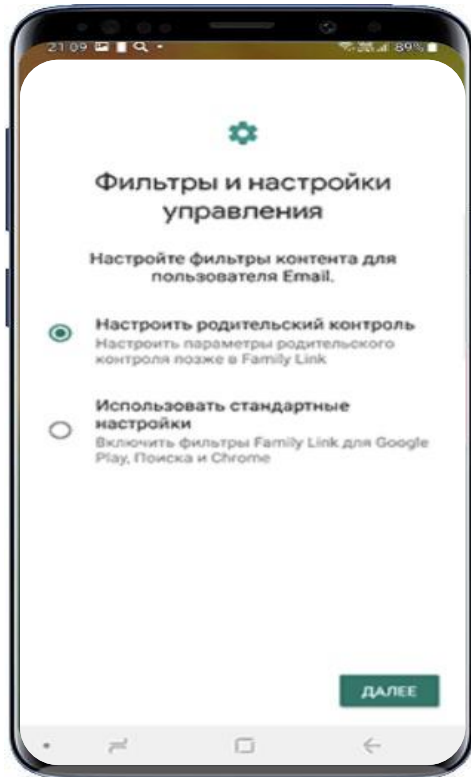 21:09
89%
Фильтры и настройки
управления
Настройте фильтры контента для
пользователя Email.
Настроить родительский контроль
Настроить параметры родительского
контроля позже в Family Link
Использовать стандартные
настройки
Включить фильтры Family Link для Google
Play, Поиска и Chrome
ДАЛЕЕ